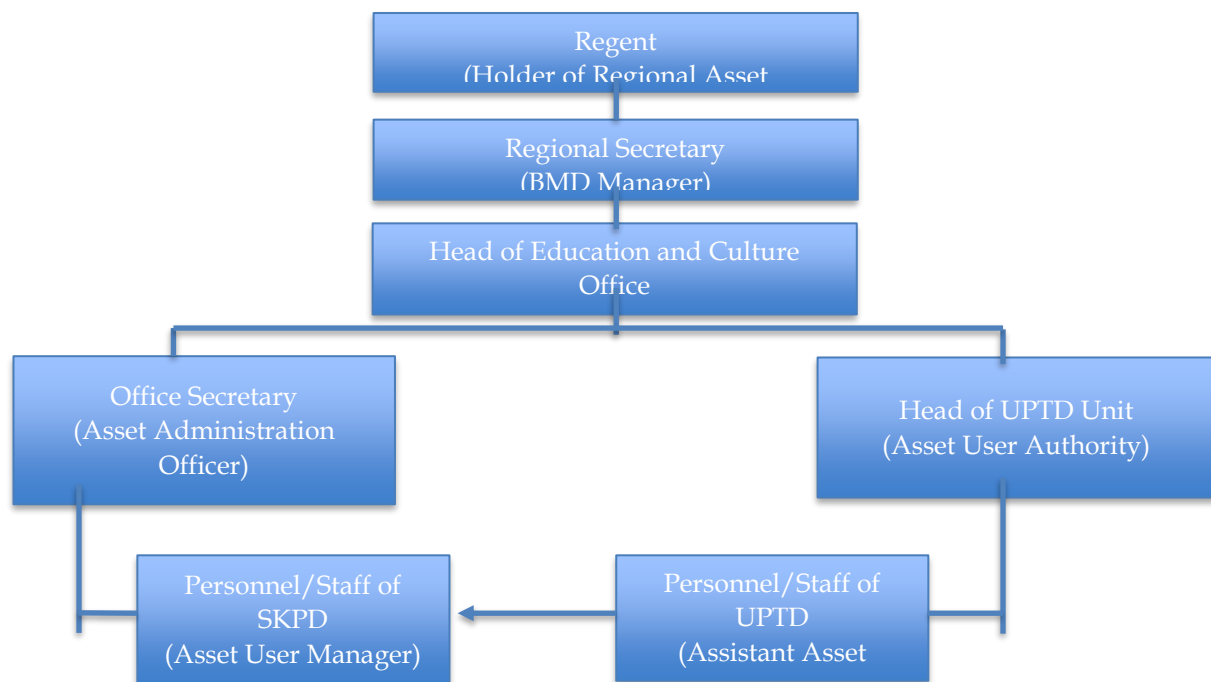 Regent
(Holder of Regional Asset
Regional Secretary
(BMD Manager)
Head of Education and Culture
Office
Office Secretary
(Asset Administration
Officer)
Head of UPTD Unit
(Asset User Authority)
Personnel/Staff of
SKPD
(Asset User Manager)
Personnel/Staff of
UPTD
(Assistant Asset